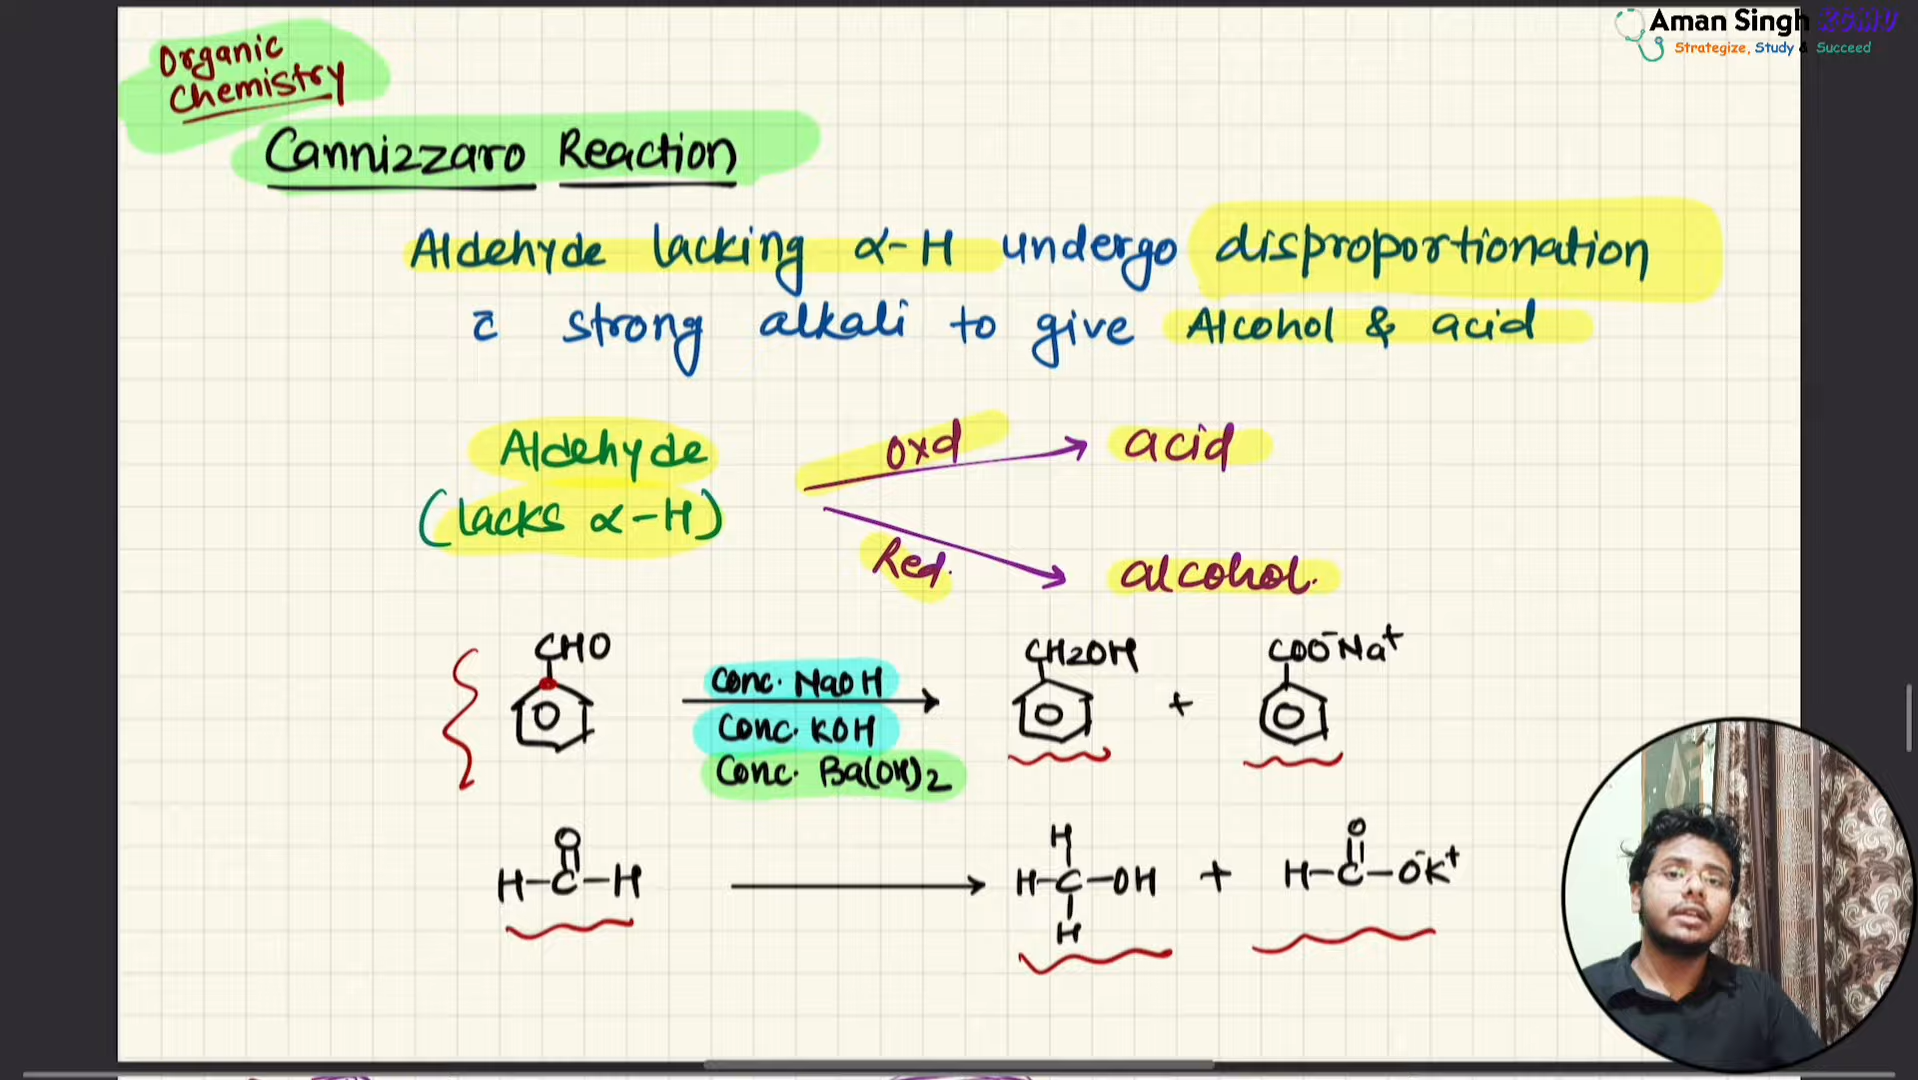 Aman Singh KGMU
Strategize, Study & Succeed
Organic
Chemistry
Cannizzaro Reaction
Aldehyde lacking α-H undergo disproportionation
c̄ strong alkali to give Alcohol & acid
Aldehyde
(lacks α-H)
oxd
acid
Red.
alcohol.
CHO
Conc. NaOH
Conc. KOH
Conc. Ba(OH)2
CH2OH
+
COO⁻Na⁺
O
H-C-H
H
H-C-OH
H
+
O
H-C-O⁻K⁺